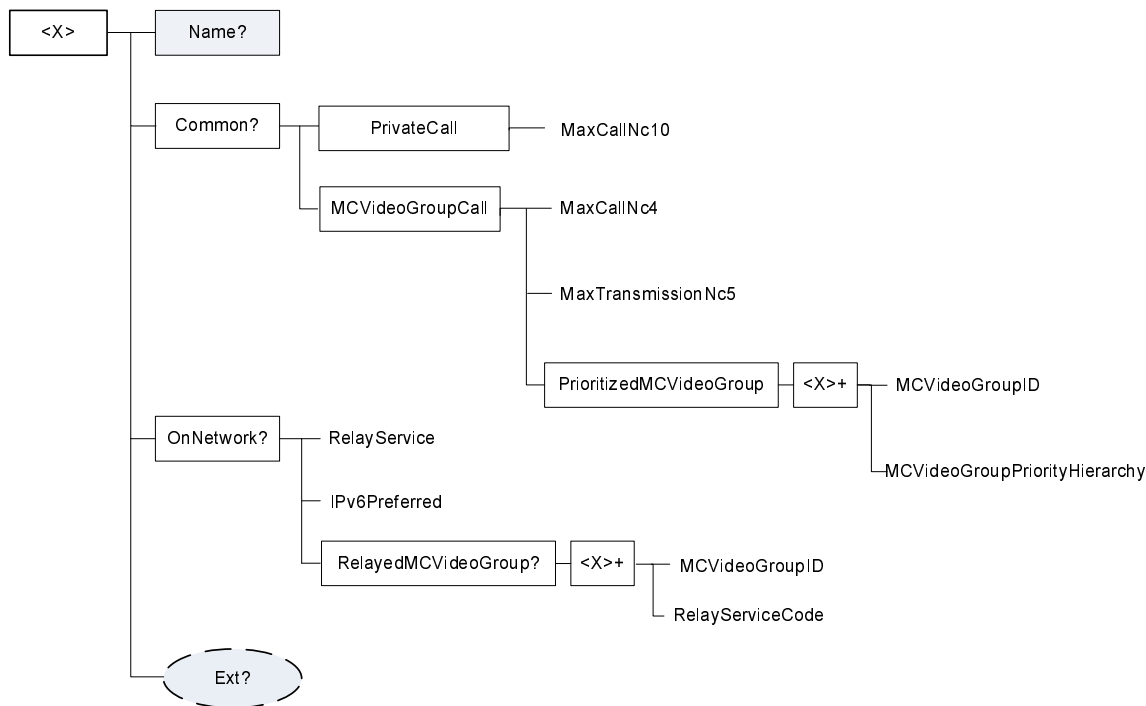 <X>
Name?
Common?
PrivateCall
MaxCallNc10
MCVideoGroupCall
MaxCallNc4
MaxTransmissionNc5
PrioritizedMCVideoGroup
<X>+
MCVideoGroupID
MCVideoGroupPriorityHierarchy
OnNetwork?
RelayService
IPv6Preferred
RelayedMCVideoGroup?
<X>+
MCVideoGroupID
RelayServiceCode
Ext?